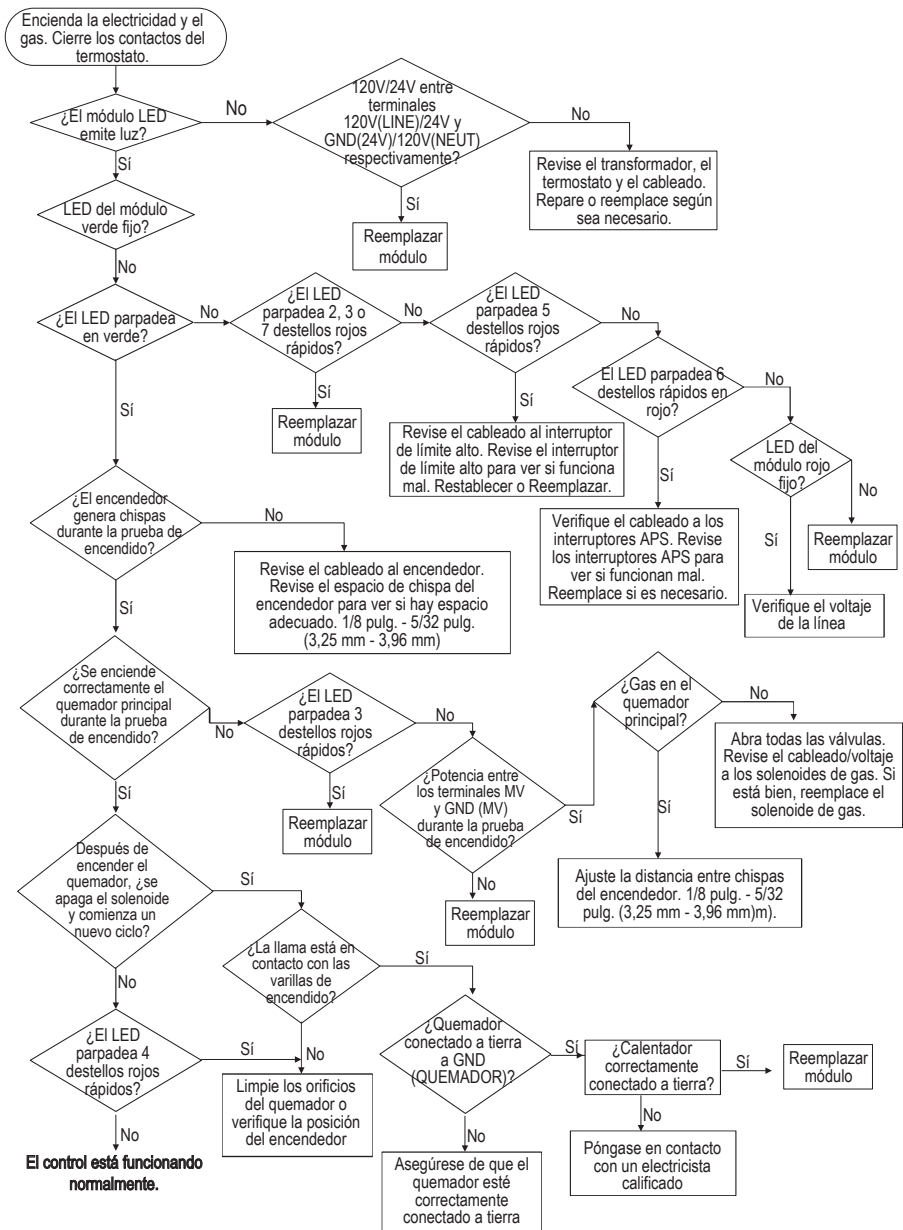 Encienda la electricidad y el
gas. Cierre los contactos del
termostato.
¿El módulo LED
emite luz?
No
120V/24V entre
terminales
120V(LINE)/24V y
GND(24V)/120V(NEUT)
respectivamente?
No
Revise el transformador, el
termostato y el cableado.
Repare o reemplace según
sea necesario.
Sí
Reemplazar
módulo
Sí
LED del módulo
verde fijo?
No
¿El LED parpadea
en verde?
No
¿El LED
parpadea 2, 3 o
7 destellos rojos
rápidos?
No
¿El LED
parpadea 5
destellos rojos
rápidos?
No
El LED parpadea 6
destellos rápidos en
rojo?
No
LED del
módulo rojo
fijo?
No
Reemplazar
módulo
Sí
Verifique el voltaje
de la línea
Sí
Reemplazar
módulo
Sí
Revise el cableado al interruptor
de límite alto. Revise el interruptor
de límite alto para ver si funciona
mal. Restablecer o Reemplazar.
Sí
Verifique el cableado a los
interruptores APS. Revise
los interruptores APS para
ver si funcionan mal.
Reemplace si es necesario.
Sí
¿El encendedor
genera chispas
durante la prueba de
encendido?
No
Revise el cableado al encendedor.
Revise el espacio de chispa del
encendedor para ver si hay espacio
adecuado. 1/8 pulg. - 5/32 pulg.
(3,25 mm - 3,96 mm)
Sí
¿Se enciende
correctamente el
quemador principal
durante la prueba
de encendido?
No
¿El LED
parpadea 3
destellos rojos
rápidos?
No
¿Potencia entre
los terminales MV
y GND (MV)
durante la prueba
de encendido?
Sí
¿Gas en el
quemador
principal?
No
Abra todas las válvulas.
Revise el cableado/voltaje
a los solenoides de gas. Si
está bien, reemplace el
solenoide de gas.
Sí
Reemplazar
módulo
No
Reemplazar
módulo
Sí
Ajuste la distancia entre chispas
del encendedor. 1/8 pulg. - 5/32
pulg. (3,25 mm - 3,96 mm)m).
Sí
Después de
encender el
quemador, ¿se
apaga el solenoide
y comienza un
nuevo ciclo?
Sí
¿La llama está en
contacto con las
varillas de
encendido?
Sí
¿Quemador
conectado a tierra
a GND
(QUEMADOR)?
Sí
¿Calentador
correctamente
conectado a tierra?
Sí
Reemplazar
módulo
No
¿El LED
parpadea 4
destellos rojos
rápidos?
Sí
No
Limpie los orificios
del quemador o
verifique la posición
del encendedor
No
El control está funcionando
normalmente.
No
Asegúrese de que el
quemador esté
correctamente
conectado a tierra
No
Póngase en contacto
con un electricista
calificado